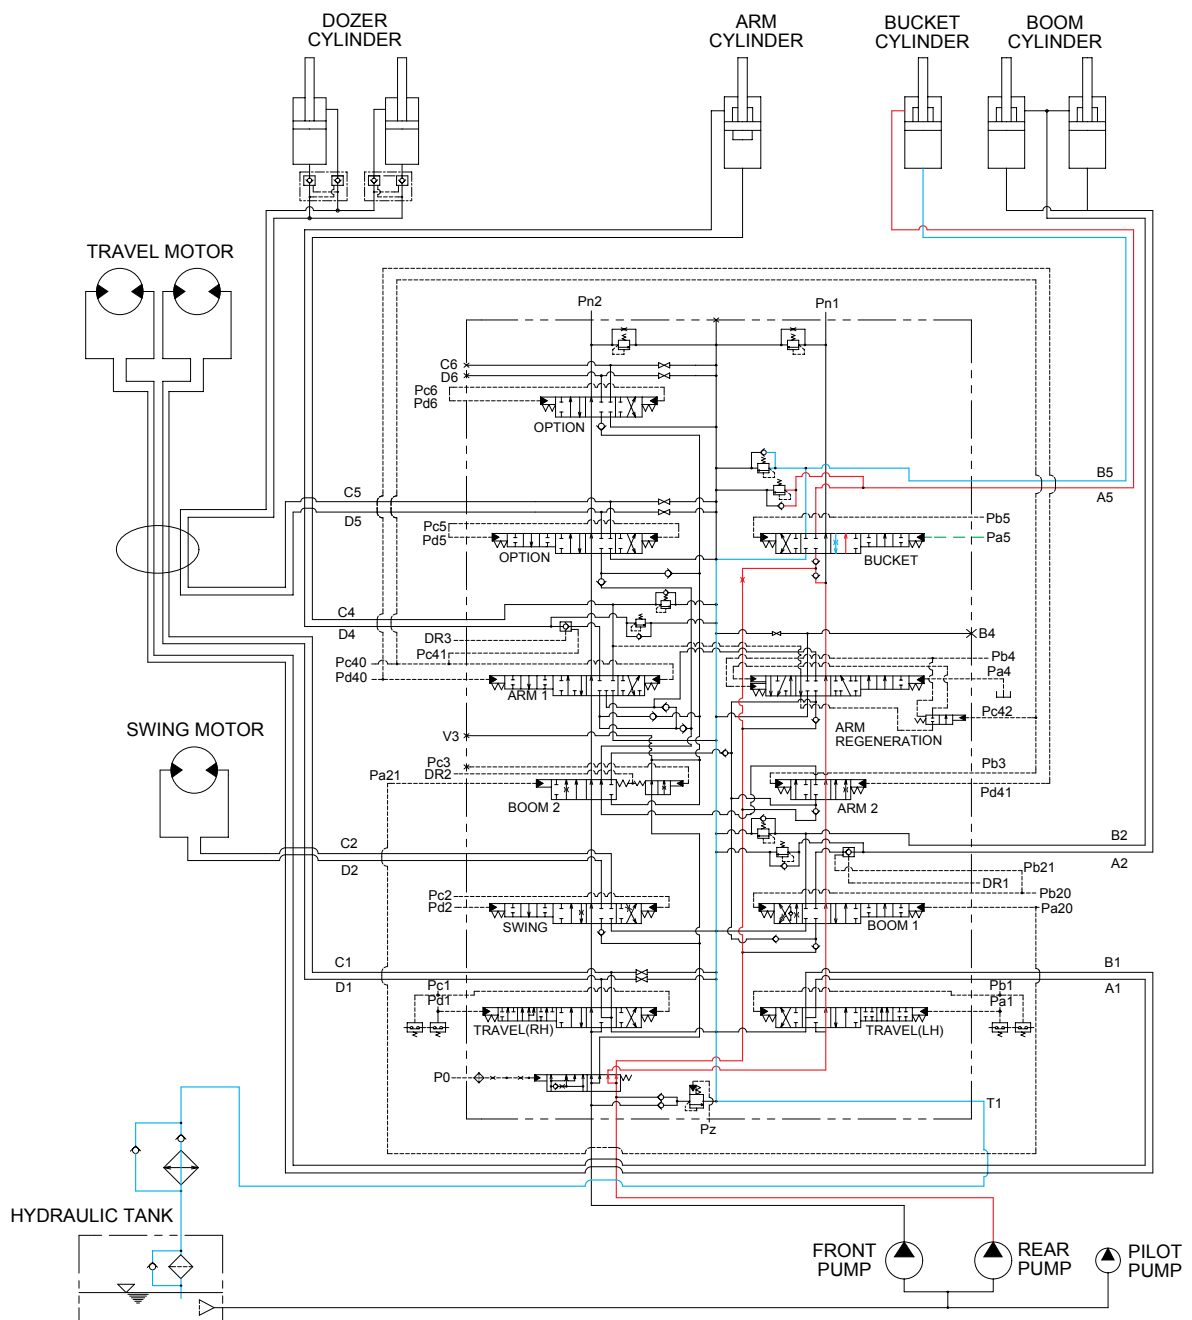 DOZER
CYLINDER
ARM
CYLINDER
BUCKET
CYLINDER
BOOM
CYLINDER
TRAVEL MOTOR
Pn2
Pn1
C6
D6
Pc6
Pd6
OPTION
B5
A5
C5
D5
Pc5
Pd5
OPTION
Pb5
Pa5
BUCKET
C4
D4
DR3
Pc41
B4
Pc40
Pd40
ARM 1
Pb4
Pa4
Pc42
ARM
REGENERATION
SWING MOTOR
V3
Pc3
DR2
Pa21
BOOM 2
Pb3
Pd41
ARM 2
C2
D2
B2
A2
Pb21
DR1
Pc2
Pd2
SWING
Pb20
Pa20
BOOM 1
C1
D1
B1
A1
Pc1
Pd1
TRAVEL(RH)
Pb1
Pa1
TRAVEL(LH)
P0
T1
Pz
HYDRAULIC TANK
FRONT
PUMP
REAR
PUMP
PILOT
PUMP